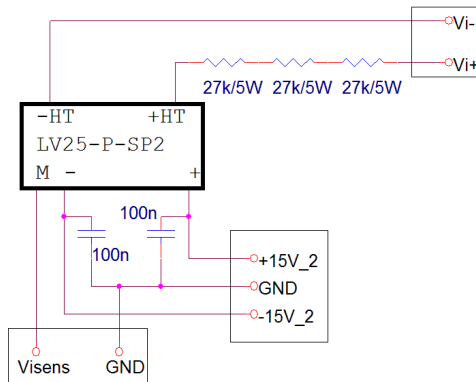 Vi-
Vi+
27k/5W 27k/5W 27k/5W
-HT +HT
LV25-P-SP2
M - +
100n
100n
+15V_2
GND
-15V_2
Visens GND